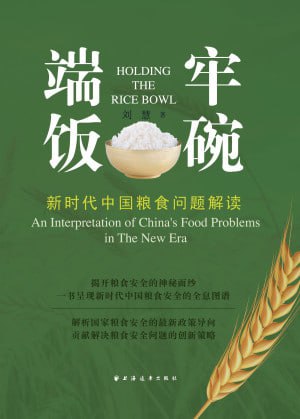 端牢
饭碗
HOLDING
THE
RICE BOWL
刘慧 著
新时代中国粮食问题解读
An Interpretation of China's Food Problems
in The New Era
揭开粮食安全的神秘面纱
一书呈现新时代中国粮食安全的全息图谱
解析国家粮食安全的最新政策导向
贡献解决粮食安全问题的创新策略
上海远东出版社